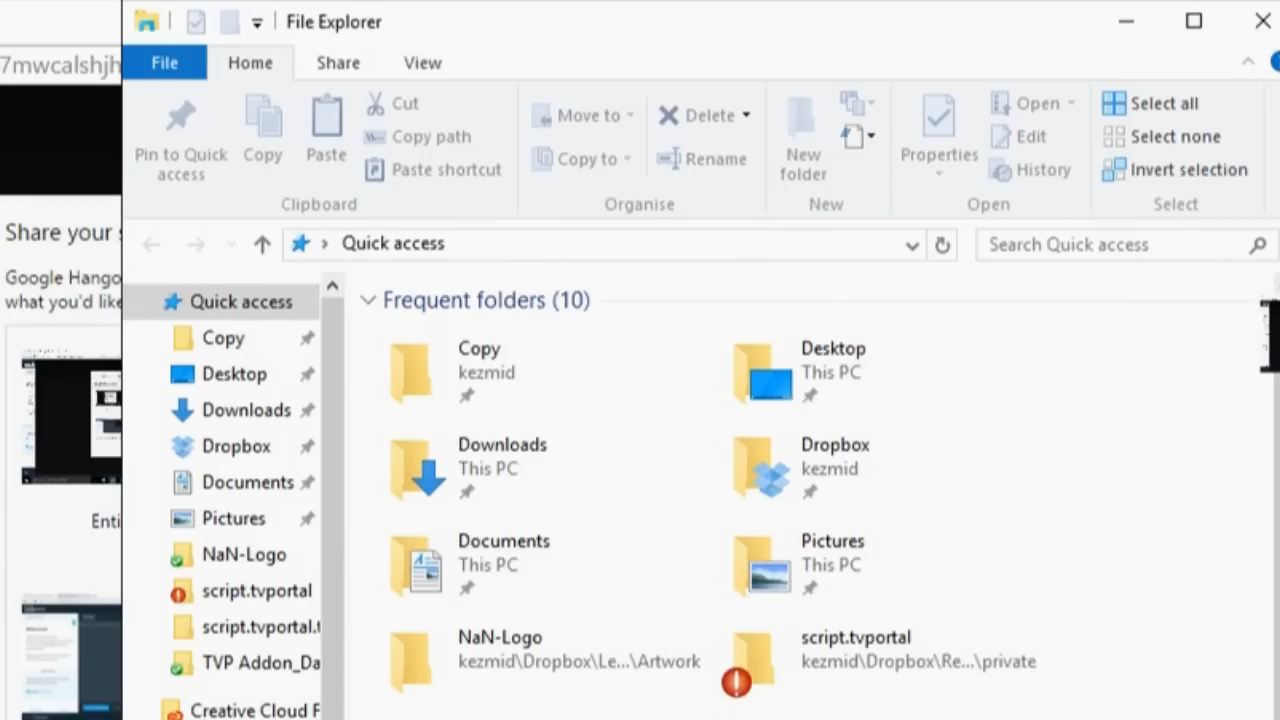 File Explorer
File
Home
Share
View
7mwcalshjh
Pin to Quick
access
Copy
Paste
Cut
Copy path
Paste shortcut
Clipboard
Move to
Copy to
Delete
Rename
Organise
New
folder
New
Properties
Open
Edit
History
Open
Select all
Select none
Invert selection
Select
Share your
Quick access
Search Quick access
Google Hango
what you'd like
Enti
Quick access
Copy
Desktop
Downloads
Dropbox
Documents
Pictures
NaN-Logo
script.tvportal
script.tvportal.
TVP Addon_Da
Creative Cloud F
Frequent folders (10)
Copy
kezmid
Desktop
This PC
Downloads
This PC
Dropbox
kezmid
Documents
This PC
Pictures
This PC
NaN-Logo
kezmid\Dropbox\Le...\Artwork
script.tvportal
kezmid\Dropbox\Re...\private